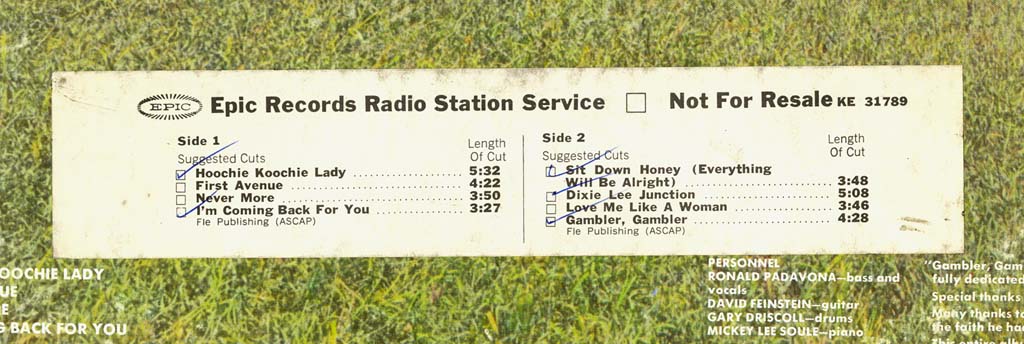 EPIC Epic Records Radio Station Service Not For Resale KE 31789
Side 1
Length
Suggested Cuts Of Cut
Hoochie Koochie Lady 5:32
First Avenue 4:22
Never More 3:50
I'm Coming Back For You 3:27
Fle Publishing (ASCAP)
Side 2
Length
Suggested Cuts Of Cut
Sit Down Honey (Everything
Will Be Alright) 3:48
Dixie Lee Junction 5:08
Love Me Like A Woman 3:46
Gambler, Gambler 4:28
Fle Publishing (ASCAP)
OOCHIE LADY
UE
E
G BACK FOR YOU
PERSONNEL
RONALD PADAVONA—bass and
vocals
DAVID FEINSTEIN—guitar
GARY DRISCOLL—drums
MICKEY LEE SOULE—piano
"Gambler, Gam
fully dedicated
Special thanks
Many thanks to
the faith he ha
This entire alb